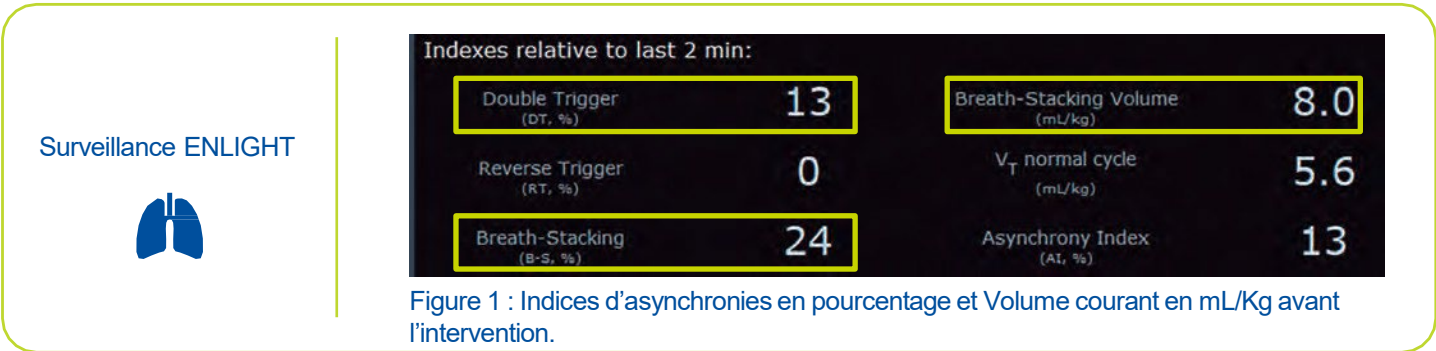 Surveillance ENLIGHT
Indexes relative to last 2 min:
Double Trigger 13
(DT, %)
Breath-Stacking Volume 8.0
(mL/kg)
Reverse Trigger 0
(RT, %)
VT normal cycle 5.6
(mL/kg)
Breath-Stacking 24
(B-S, %)
Asynchrony Index 13
(AI, %)
Figure 1 : Indices d’asynchronies en pourcentage et Volume courant en mL/Kg avant
l’intervention.